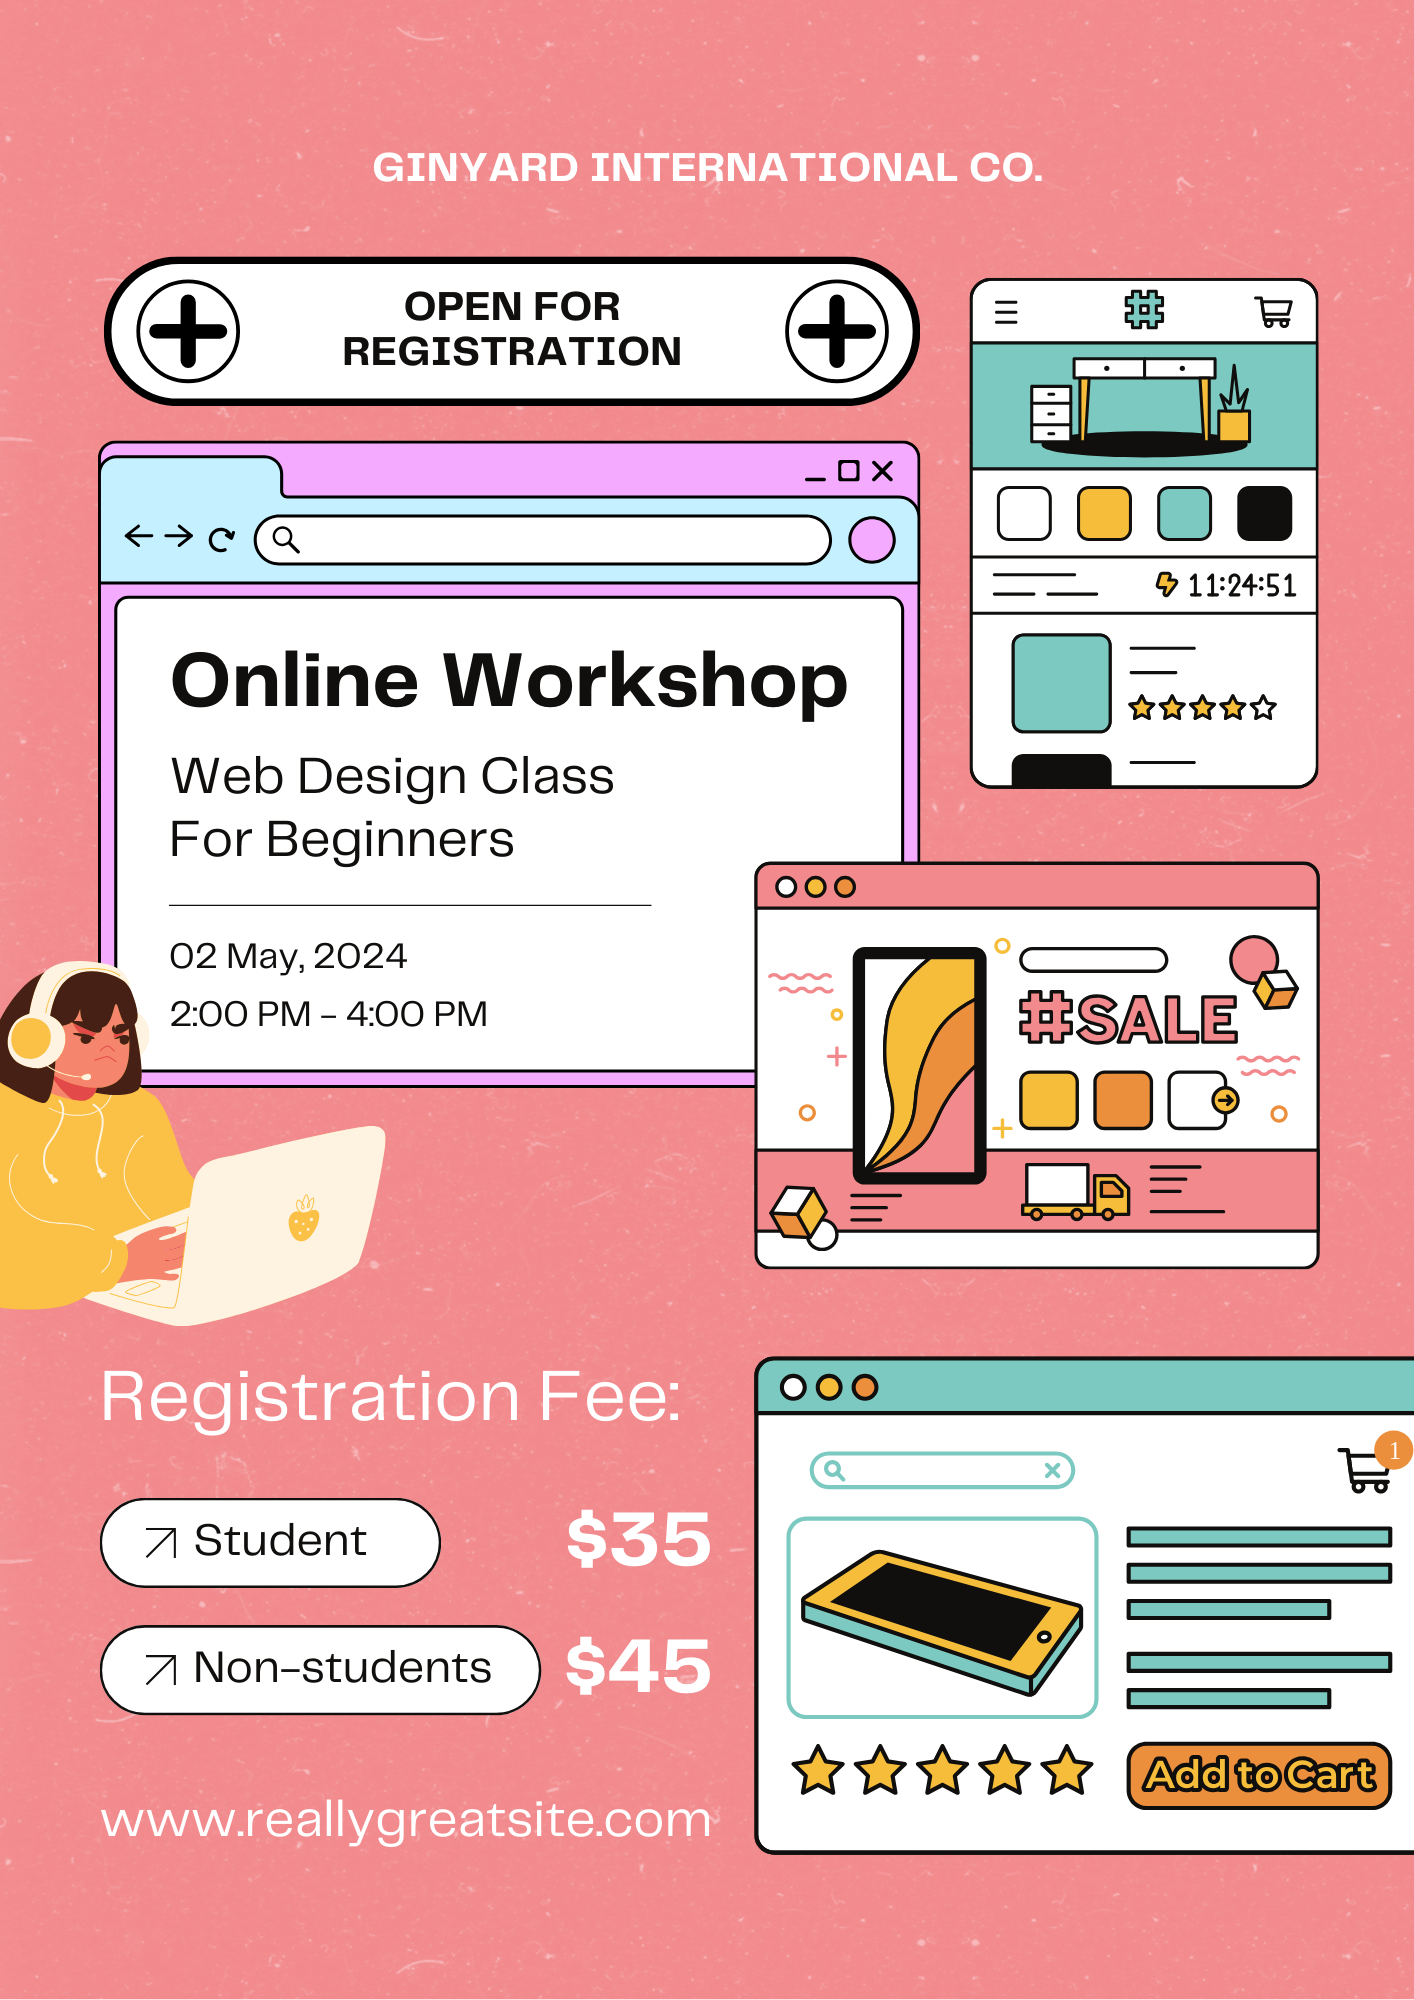 GINYARD INTERNATIONAL CO.
OPEN FOR
REGISTRATION
11:24:51
Online Workshop
Web Design Class
For Beginners
02 May, 2024
2:00 PM - 4:00 PM
#SALE
Registration Fee:
Student
$35
Non-students
$45
www.reallygreatsite.com
1
Add to Cart